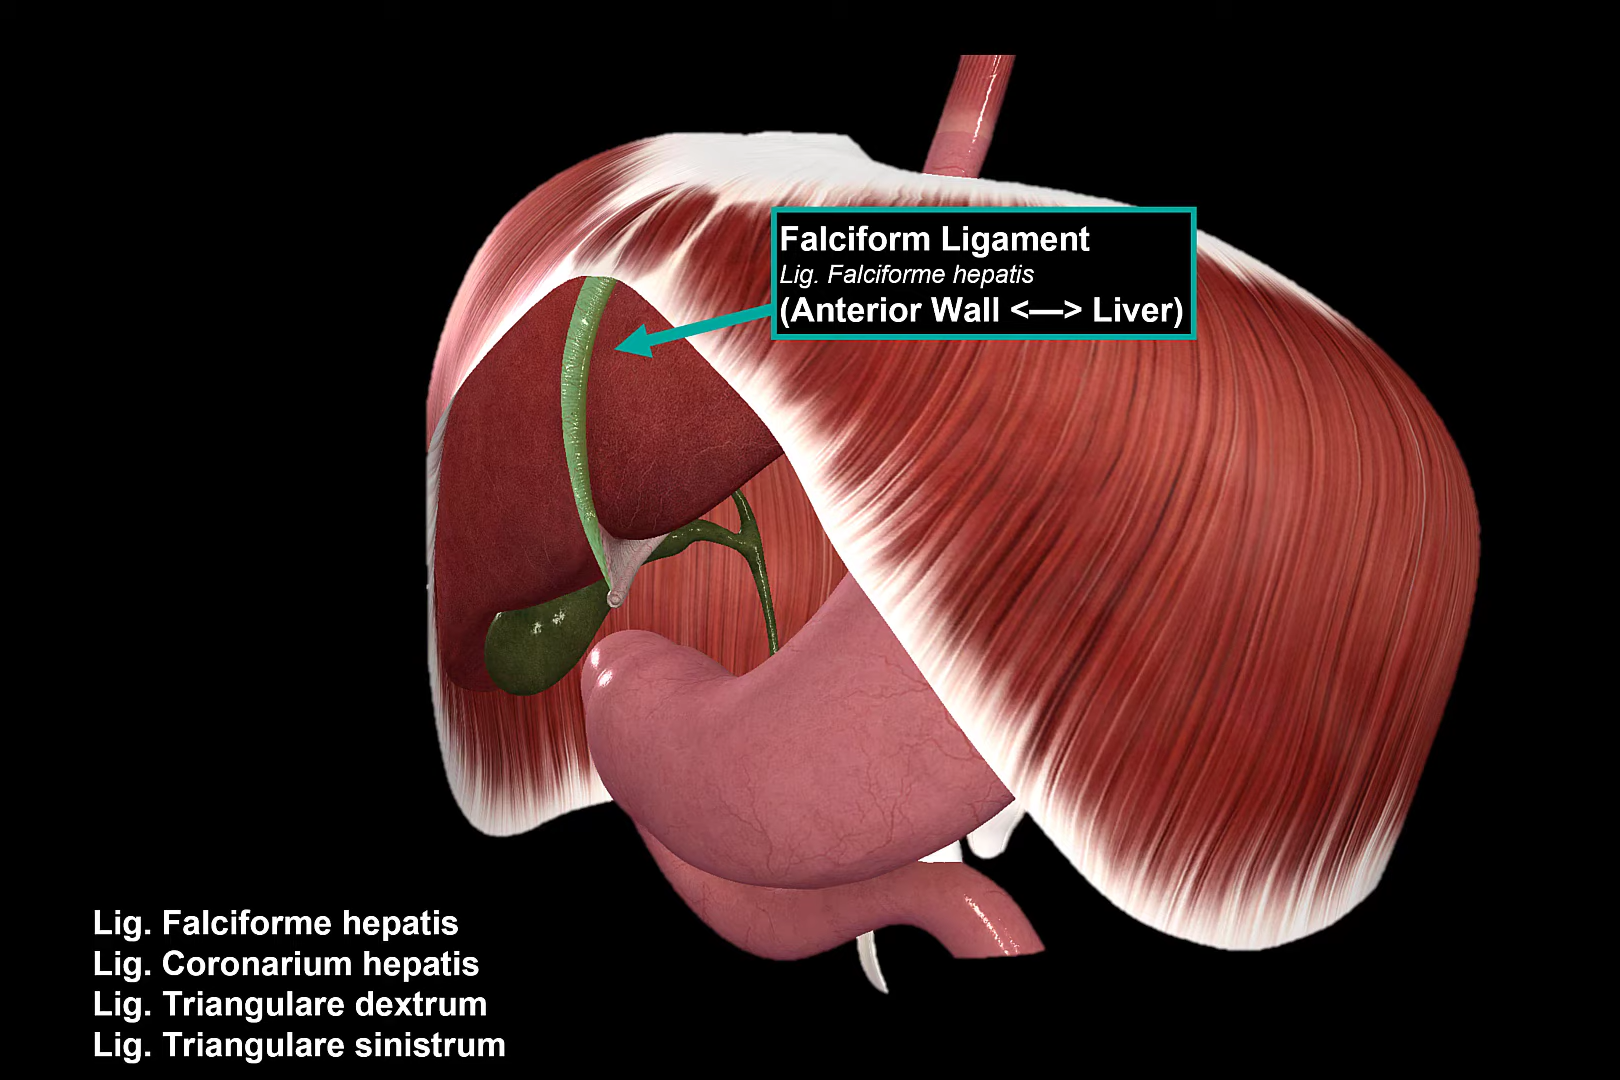 Falciform Ligament
Lig. Falciforme hepatis
(Anterior Wall <—> Liver)
Lig. Falciforme hepatis
Lig. Coronarium hepatis
Lig. Triangulare dextrum
Lig. Triangulare sinistrum